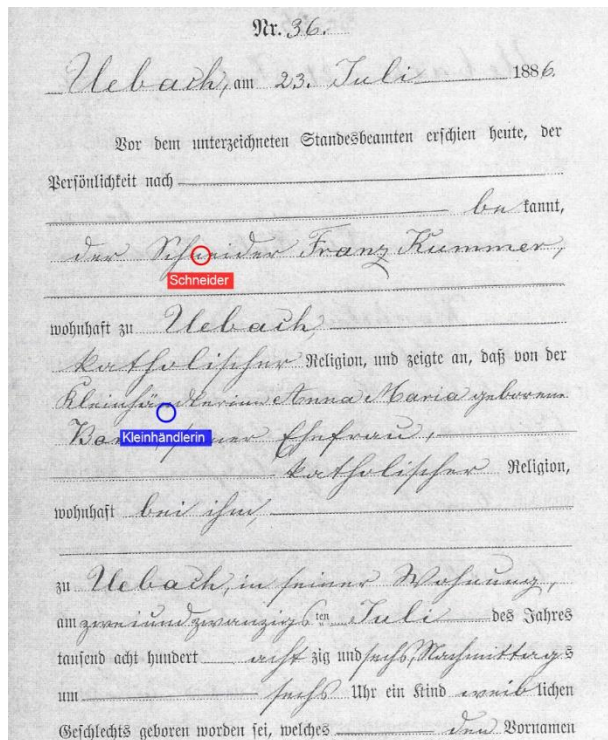 Nr. 36.
Uebach, am 23. Juli 1886.
Vor dem unterzeichneten Standesbeamten erschien heute, der
Persönlichkeit nach
bekannt,
der Schneider Franz Kummer,
Schneider
wohnhaft zu Uebach
katholischer Religion, und zeigte an, daß von der
Kleinhändlerinn Anna Maria geborene
Kleinhändlerin
seiner Ehefrau,
katholischer Religion,
wohnhaft bei ihm,
zu Uebach, in seiner Wohnung,
am zweiundzwanzigsten Juli des Jahres
tausend acht hundert achtzig und sechs, Nachmittags
um sechs Uhr ein Kind weiblichen
Geschlechts geboren worden sei, welches den Vornamen